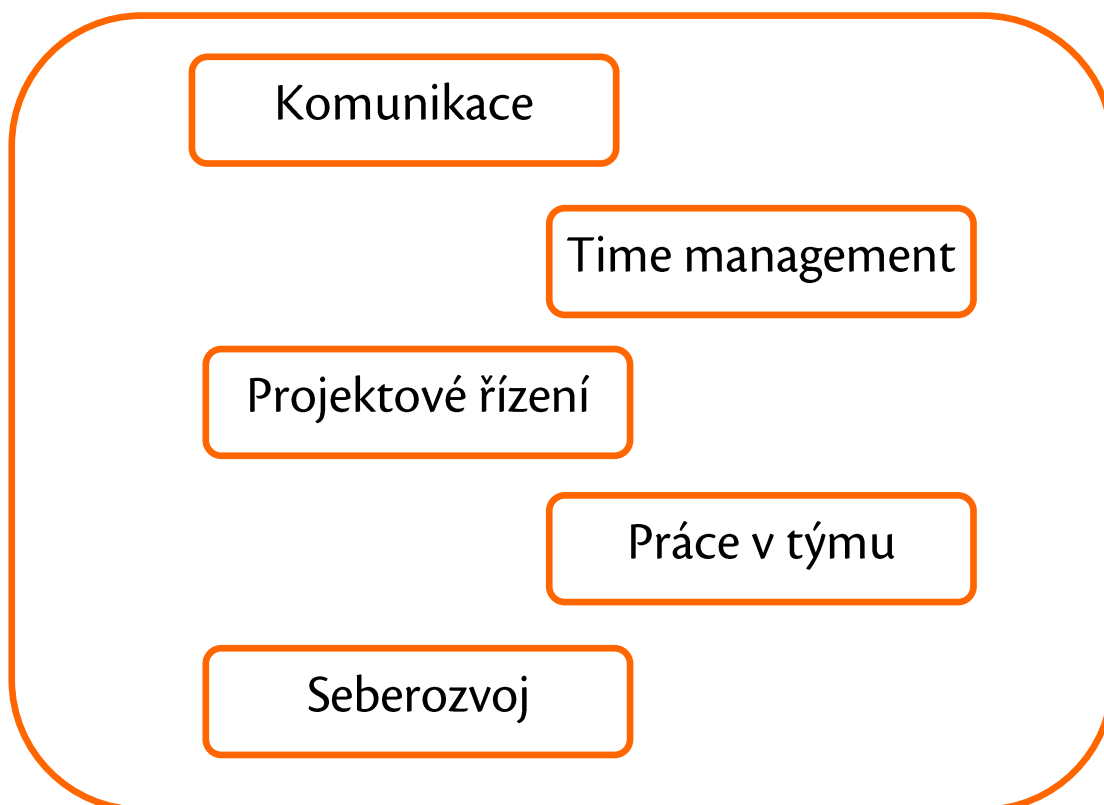 Komunikace
Time management
Projektové řízení
Práce v týmu
Seberozvoj